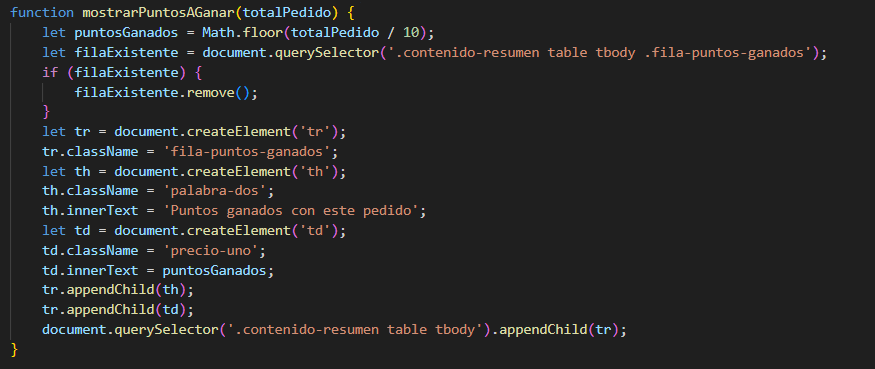 function mostrarPuntosAGanar(totalPedido) {
    let puntosGanados = Math.floor(totalPedido / 10);
    let filaExistente = document.querySelector('.contenido-resumen table tbody .fila-puntos-ganados');
    if (filaExistente) {
        filaExistente.remove();
    }
    let tr = document.createElement('tr');
    tr.className = 'fila-puntos-ganados';
    let th = document.createElement('th');
    th.className = 'palabra-dos';
    th.innerText = 'Puntos ganados con este pedido';
    let td = document.createElement('td');
    td.className = 'precio-uno';
    td.innerText = puntosGanados;
    tr.appendChild(th);
    tr.appendChild(td);
    document.querySelector('.contenido-resumen table tbody').appendChild(tr);
}